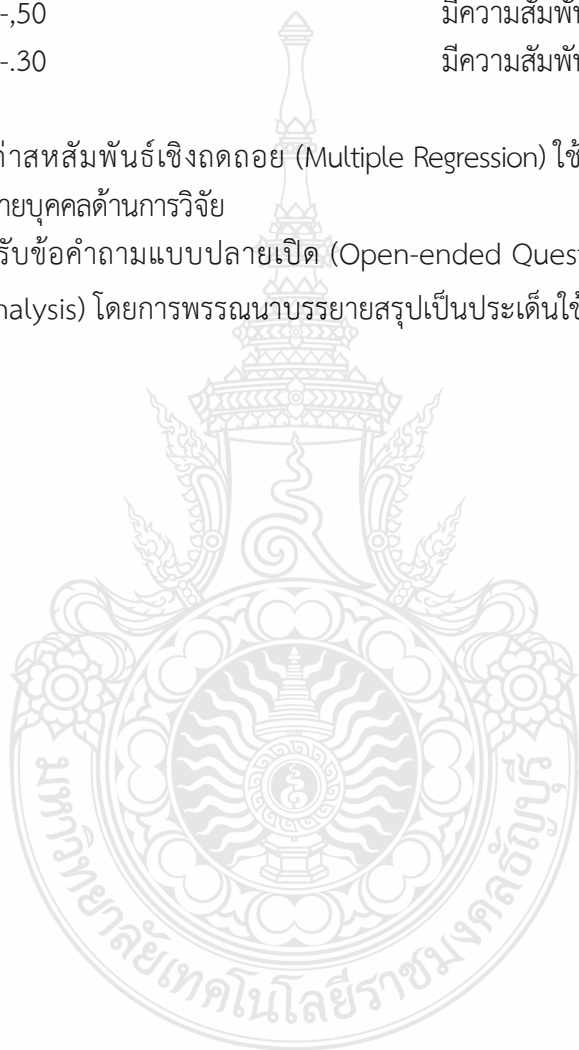 -,50 มีความสัมพัน
-.30 มีความสัมพัน
่าสหสัมพันธ์เชิงถดถอย (Multiple Regression) ใช้
ายบุคคลด้านการวิจัย
รับข้อคำถามแบบปลายเปิด (Open-ended Quest
nalysis) โดยการพรรณนาบรรยายสรุปเป็นประเด็นใช้
มหาวิทยาลัยเทคโนโลยีราชมงคลธัญบุรี